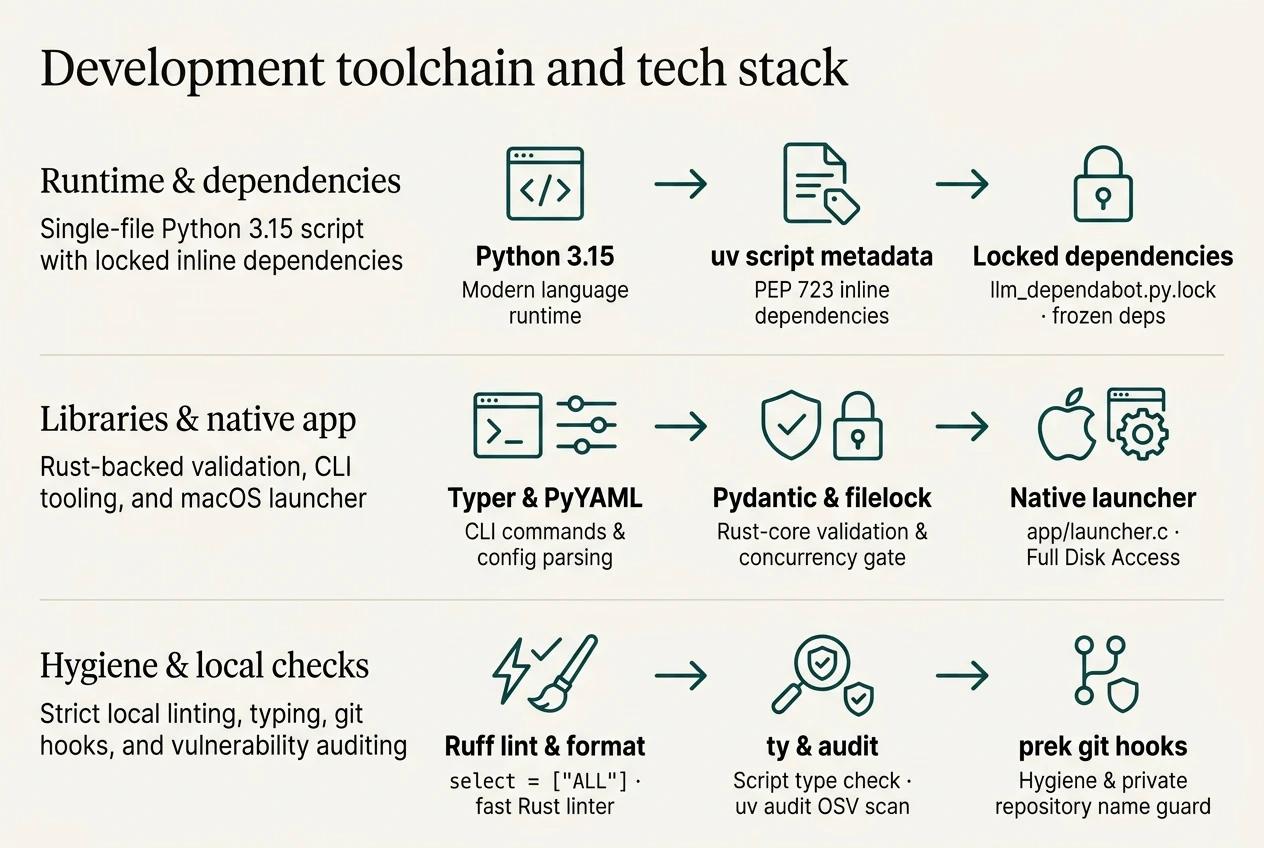 Development toolchain and tech stack
Runtime & dependencies
Single-file Python 3.15 script
with locked inline dependencies
Python 3.15
Modern language
runtime
uv script metadata
PEP 723 inline
dependencies
Locked dependencies
llm_dependabot.py.lock
· frozen deps
Libraries & native app
Rust-backed validation, CLI
tooling, and macOS launcher
Typer & PyYAML
CLI commands &
config parsing
Pydantic & filelock
Rust-core validation &
concurrency gate
Native launcher
app/launcher.c ·
Full Disk Access
Hygiene & local checks
Strict local linting, typing, git
hooks, and vulnerability auditing
Ruff lint & format
select = ["ALL"] ·
fast Rust linter
ty & audit
Script type check ·
uv audit OSV scan
prek git hooks
Hygiene & private
repository name guard